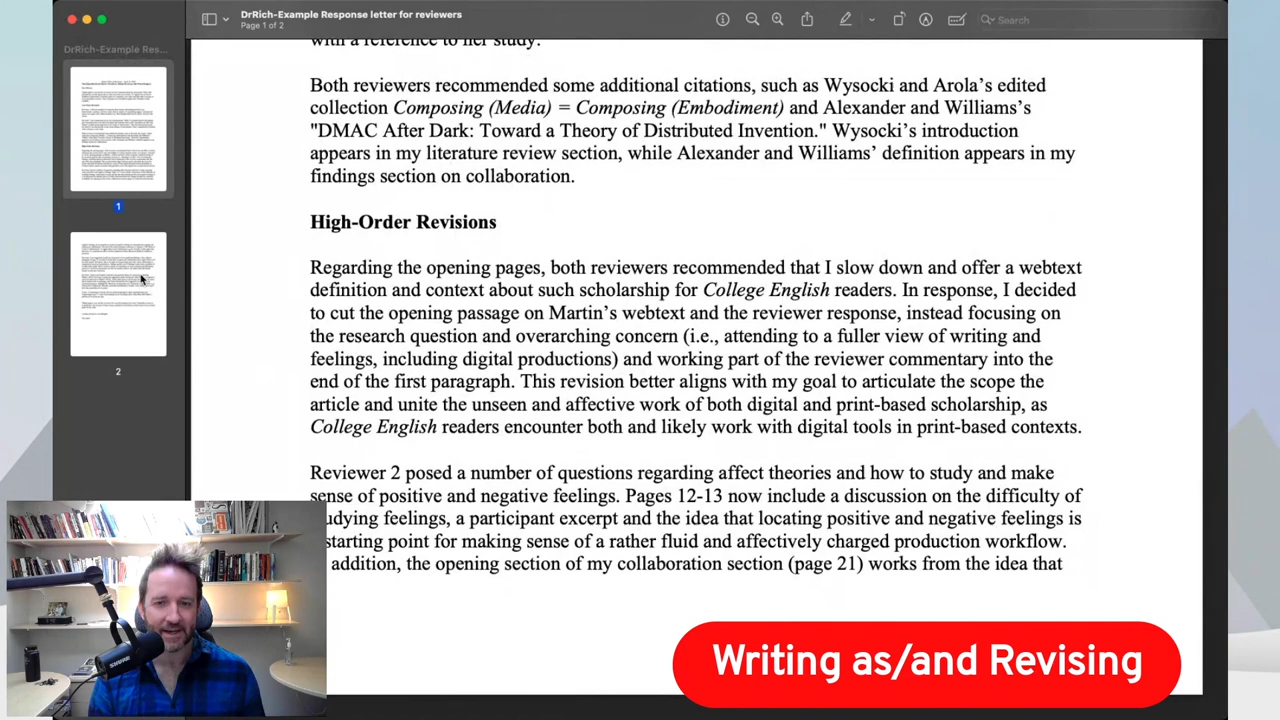 DrRich-Example Response letter for reviewers
Page 1 of 2
Search
DrRich-Example Res...
1
2
with a reference to her study.
Both reviewers recommended some additional citations, such as Wysocki and Arola's edited
collection Composing (Media) = Composing (Embodiment) and Alexander and Williams's
"DMAC After Dark: Toward a Theory of Distributed Invention." Wysocki's introduction
appears in my literature review section, while Alexander and Williams' definition appears in my
findings section on collaboration.
High-Order Revisions
Regarding the opening pages, both reviewers recommended I slow down and offer a webtext
definition and context about such scholarship for College English readers. In response, I decided
to cut the opening passage on Martin's webtext and the reviewer response, instead focusing on
the research question and overarching concern (i.e., attending to a fuller view of writing and
feelings, including digital productions) and working part of the reviewer commentary into the
end of the first paragraph. This revision better aligns with my goal to articulate the scope the
article and unite the unseen and affective work of both digital and print-based scholarship, as
College English readers encounter both and likely work with digital tools in print-based contexts.
Reviewer 2 posed a number of questions regarding affect theories and how to study and make
sense of positive and negative feelings. Pages 12-13 now include a discussion on the difficulty of
tudying feelings, a participant excerpt and the idea that locating positive and negative feelings is
starting point for making sense of a rather fluid and affectively charged production workflow.
addition, the opening section of my collaboration section (page 21) works from the idea that
SHURE
Writing as/and Revising